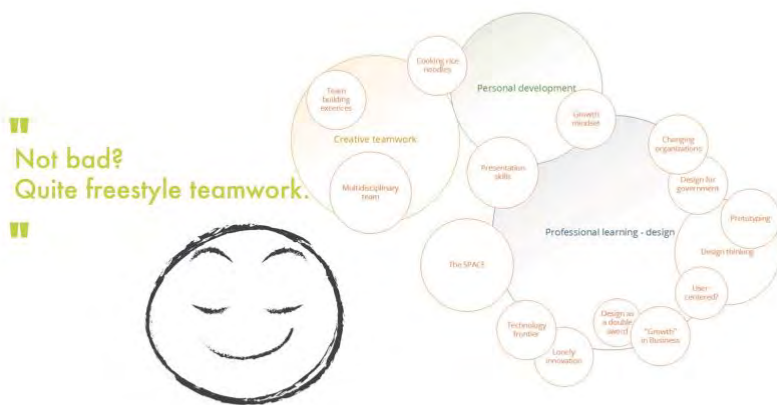 "
Not bad?
Quite freestyle teamwork.
"
Cooking rice
noodles
Team
building
exercices
Creative teamwork
Multidisciplinary
team
Personal development
Growth
mindset
Presentation
skills
Changing
organisations
Design for
government
Prototyping
Design thinking
Professional learning - design
The SPACE
User
centered?
Design as
a double
sword
"Growth"
in Business
Technology
frontier
Lonely
innovation